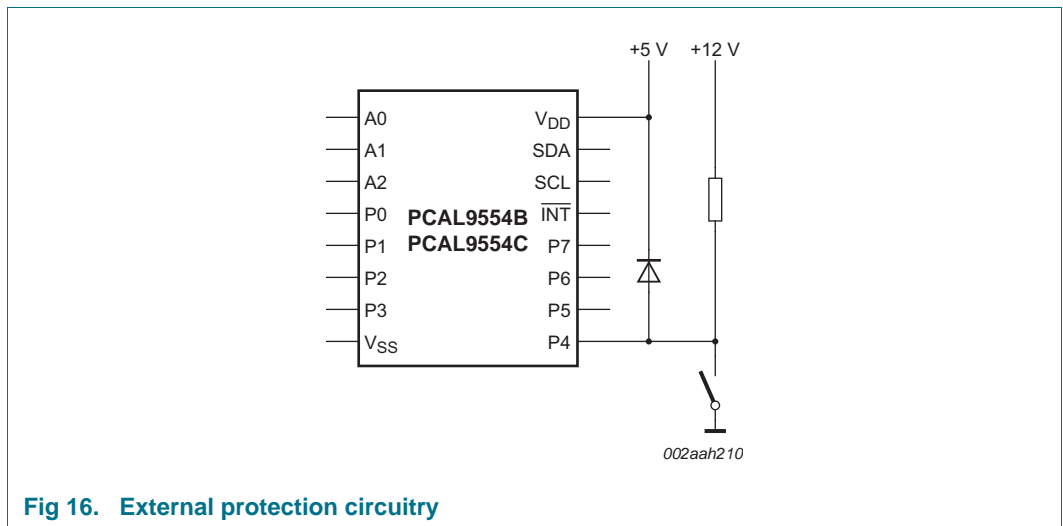 +5 V +12 V
A0 VDD
A1 SDA
A2 SCL
P0 PCAL9554B INT
P1 PCAL9554C P7
P2 P6
P3 P5
VSS P4
002aah210
Fig 16. External protection circuitry